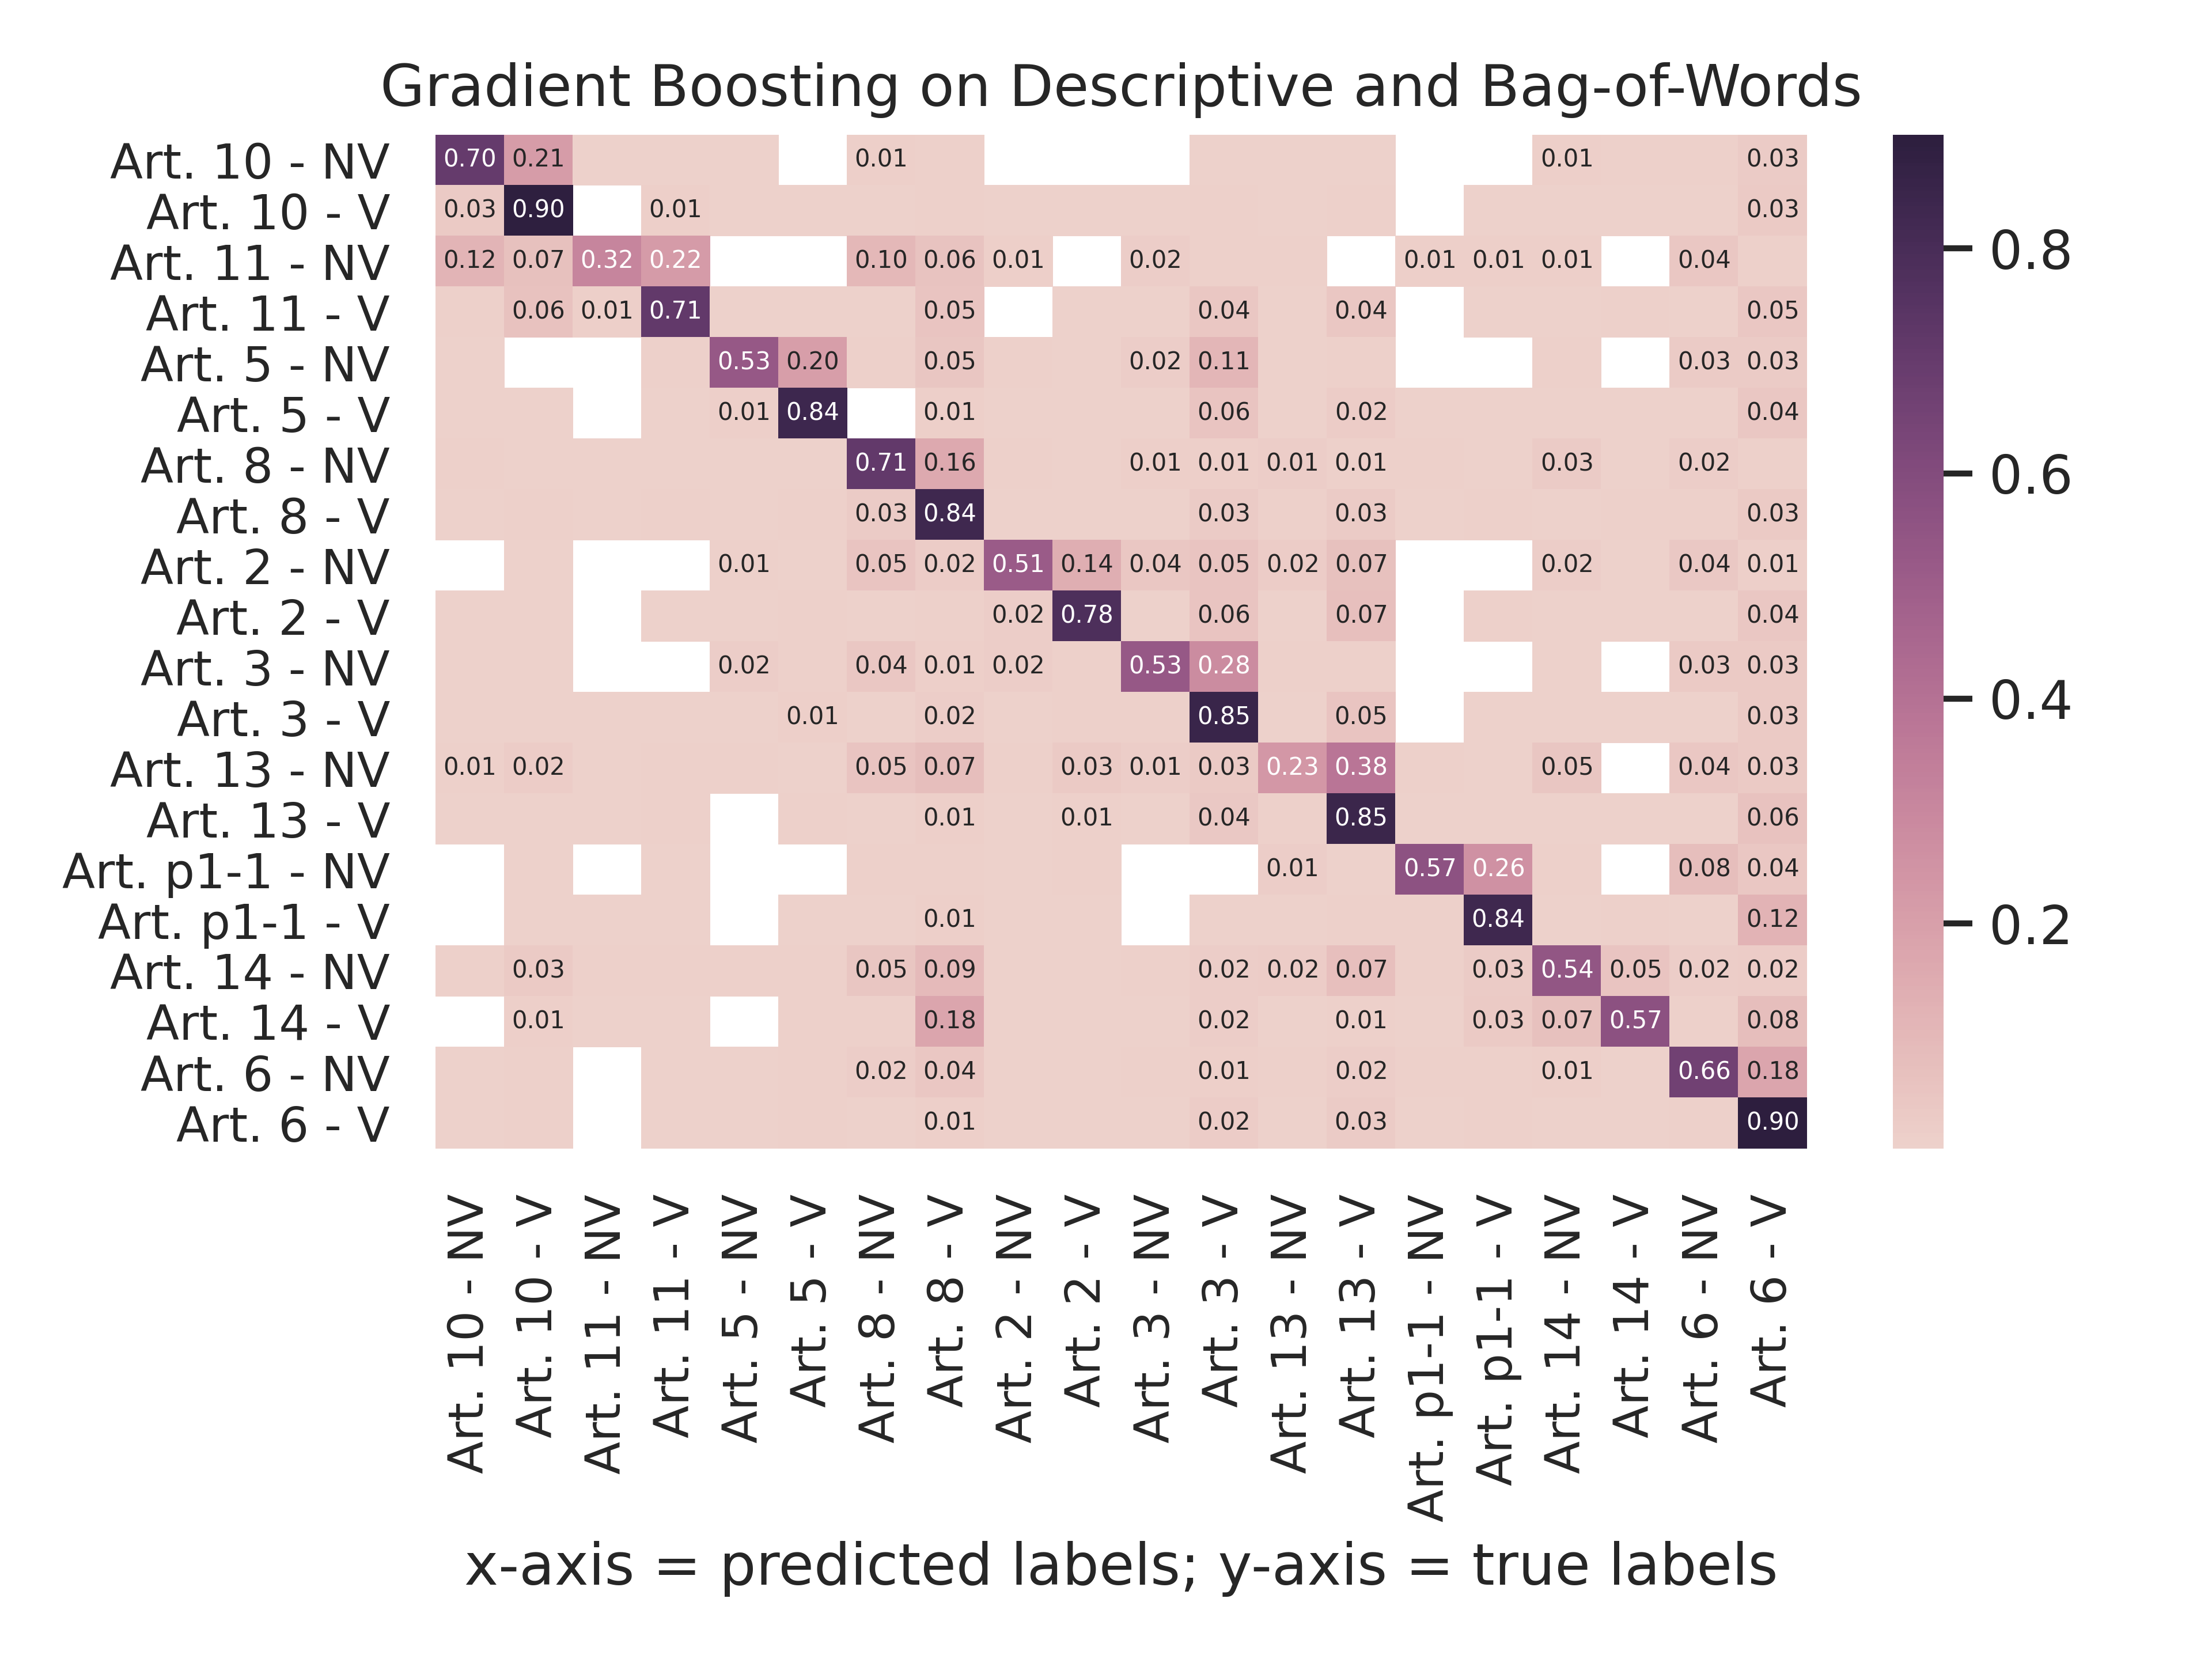 Gradient Boosting on Descriptive and Bag-of-Words
Art. 10 - NV 0.70 0.21 0.01 0.01 0.03
Art. 10 - V 0.03 0.90 0.01 0.03
Art. 11 - NV 0.12 0.07 0.32 0.22 0.10 0.06 0.01 0.02 0.01 0.01 0.01 0.04
Art. 11 - V 0.06 0.01 0.71 0.05 0.04 0.04 0.05
Art. 5 - NV 0.53 0.20 0.05 0.02 0.11 0.03 0.03
Art. 5 - V 0.01 0.84 0.01 0.06 0.02 0.04
Art. 8 - NV 0.71 0.16 0.01 0.01 0.01 0.01 0.03 0.02
Art. 8 - V 0.03 0.84 0.03 0.03 0.03
Art. 2 - NV 0.01 0.05 0.02 0.51 0.14 0.04 0.05 0.02 0.07 0.02 0.04 0.01
Art. 2 - V 0.02 0.78 0.06 0.07 0.04
Art. 3 - NV 0.02 0.04 0.01 0.02 0.53 0.28 0.03 0.03
Art. 3 - V 0.01 0.02 0.85 0.05 0.03
Art. 13 - NV 0.01 0.02 0.05 0.07 0.03 0.01 0.03 0.23 0.38 0.05 0.04 0.03
Art. 13 - V 0.01 0.01 0.04 0.85 0.06
Art. p1-1 - NV 0.01 0.57 0.26 0.08 0.04
Art. p1-1 - V 0.01 0.84 0.12
Art. 14 - NV 0.03 0.05 0.09 0.02 0.02 0.07 0.03 0.54 0.05 0.02 0.02
Art. 14 - V 0.01 0.18 0.02 0.01 0.03 0.07 0.57 0.08
Art. 6 - NV 0.02 0.04 0.01 0.02 0.01 0.66 0.18
Art. 6 - V 0.01 0.02 0.03 0.90
0.8
0.6
0.4
0.2
Art. 10 - NV
Art. 10 - V
Art. 11 - NV
Art. 11 - V
Art. 5 - NV
Art. 5 - V
Art. 8 - NV
Art. 8 - V
Art. 2 - NV
Art. 2 - V
Art. 3 - NV
Art. 3 - V
Art. 13 - NV
Art. 13 - V
Art. p1-1 - NV
Art. p1-1 - V
Art. 14 - NV
Art. 14 - V
Art. 6 - NV
Art. 6 - V
x-axis = predicted labels; y-axis = true labels